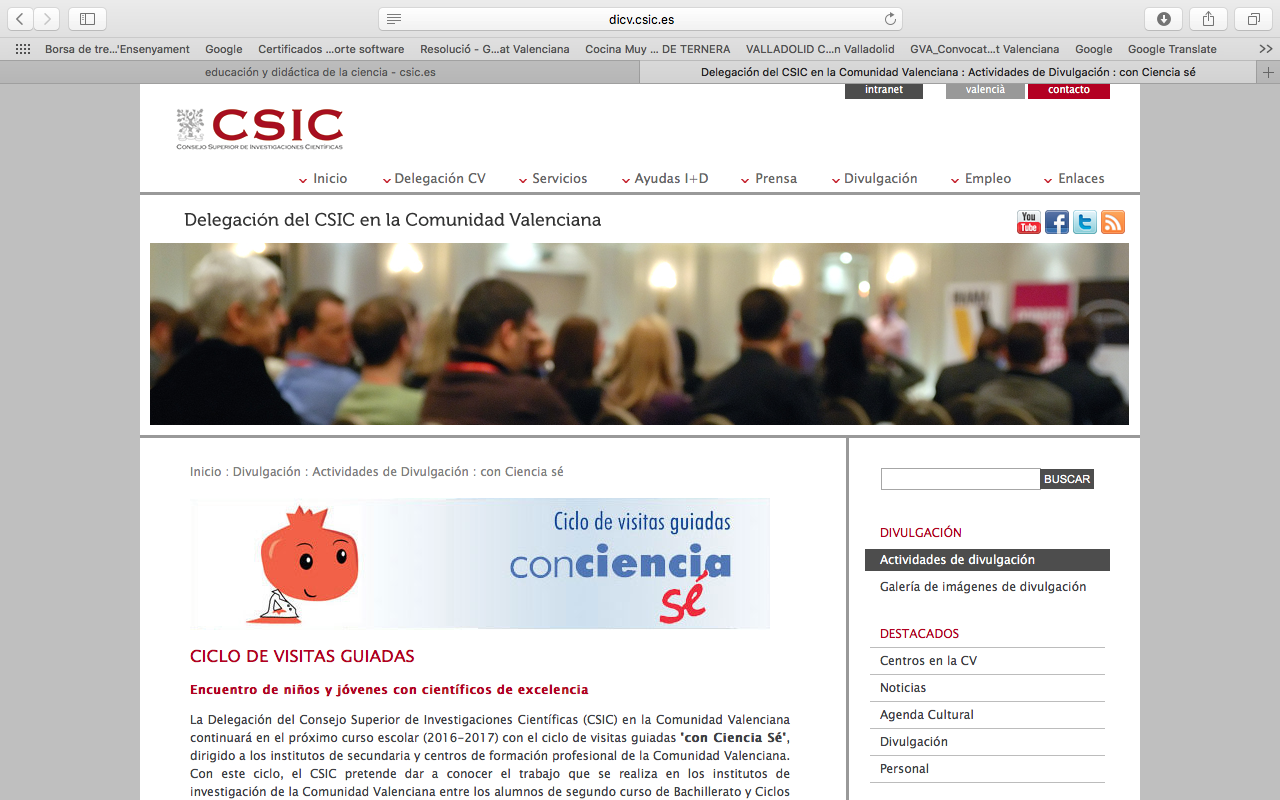 dicv.csic.es
Borsa de tre...'Ensenyament Google Certificados ...orte software Resolució - G...at Valenciana Cocina Muy ... DE TERNERA VALLADOLID C...n Valladolid GVA_Convocat...t Valenciana Google Google Translate
educación y didáctica de la ciencia - csic.es
Delegación del CSIC en la Comunidad Valenciana : Actividades de Divulgación : con Ciencia sé
intranet valencià contacto
CSIC
CONSEJO SUPERIOR DE INVESTIGACIONES CIENTÍFICAS
Inicio Delegación CV Servicios Ayudas I+D Prensa Divulgación Empleo Enlaces
Delegación del CSIC en la Comunidad Valenciana
You Tube
Inicio : Divulgación : Actividades de Divulgación : con Ciencia sé
Ciclo de visitas guiadas
conciencia
sé
CICLO DE VISITAS GUIADAS
Encuentro de niños y jóvenes con científicos de excelencia
La Delegación del Consejo Superior de Investigaciones Científicas (CSIC) en la Comunidad Valenciana
continuará en el próximo curso escolar (2016-2017) con el ciclo de visitas guiadas 'con Ciencia Sé',
dirigido a los institutos de secundaria y centros de formación profesional de la Comunidad Valenciana.
Con este ciclo, el CSIC pretende dar a conocer el trabajo que se realiza en los institutos de
investigación de la Comunidad Valenciana entre los alumnos de segundo curso de Bachillerato y Ciclos
BUSCAR
DIVULGACIÓN
Actividades de divulgación
Galería de imágenes de divulgación
DESTACADOS
Centros en la CV
Noticias
Agenda Cultural
Divulgación
Personal